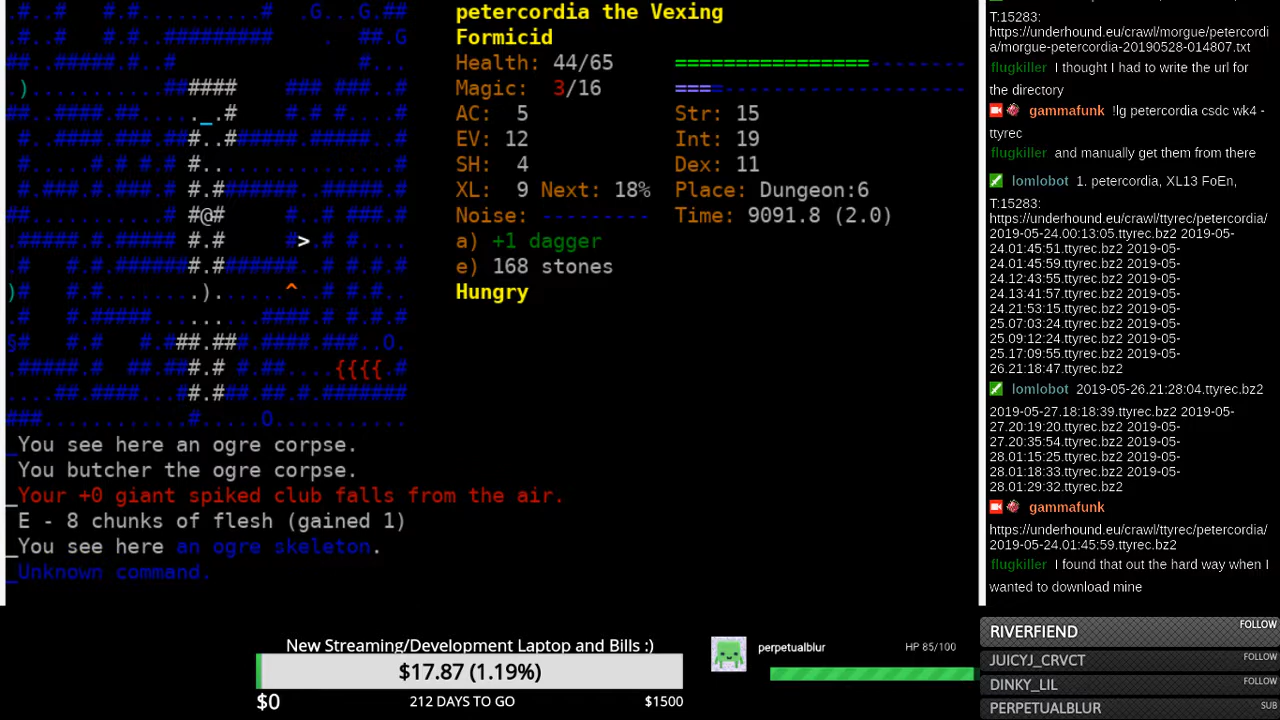 petercordia the Vexing
Formicid
Health: 44/65
Magic: 3/16
AC: 5 Str: 15
EV: 12 Int: 19
SH: 4 Dex: 11
XL: 9 Next: 18% Place: Dungeon:6
Noise: --------- Time: 9091.8 (2.0)
a) +1 dagger
e) 168 stones
Hungry
_You see here an ogre corpse.
You butcher the ogre corpse.
_Your +0 giant spiked club falls from the air.
E - 8 chunks of flesh (gained 1)
_You see here an ogre skeleton.
_Unknown command.
T:15283:
https://underhound.eu/crawl/morgue/petercordi
a/morgue-petercordia-20190528-014807.txt
flugkiller I thought I had to write the url for
the directory
gammafunk !lg petercordia csdc wk4 -
ttyrec
flugkiller and manually get them from there
lomlobot 1. petercordia, XL13 FoEn,
T:15283:
https://underhound.eu/crawl/ttyrec/petercordia/
2019-05-24.00:13:05.ttyrec.bz2 2019-05-
24.01:45:51.ttyrec.bz2 2019-05-
24.01:45:59.ttyrec.bz2 2019-05-
24.12:43:55.ttyrec.bz2 2019-05-
24.13:41:57.ttyrec.bz2 2019-05-
24.21:53:15.ttyrec.bz2 2019-05-
25.07:03:24.ttyrec.bz2 2019-05-
25.09:12:24.ttyrec.bz2 2019-05-
25.17:09:55.ttyrec.bz2 2019-05-
26.21:18:47.ttyrec.bz2
lomlobot 2019-05-26.21:28:04.ttyrec.bz2
2019-05-27.18:18:39.ttyrec.bz2 2019-05-
27.20:19:20.ttyrec.bz2 2019-05-
27.20:35:54.ttyrec.bz2 2019-05-
28.01:15:25.ttyrec.bz2 2019-05-
28.01:18:33.ttyrec.bz2 2019-05-
28.01:29:32.ttyrec.bz2
gammafunk
https://underhound.eu/crawl/ttyrec/petercordia/
2019-05-24.01:45:59.ttyrec.bz2
flugkiller I found that out the hard way when I
wanted to download mine
New Streaming/Development Laptop and Bills :)
$17.87 (1.19%)
$0 212 DAYS TO GO $1500
perpetualblur HP 85/100
RIVERFIEND FOLLOW
JUICYJ_CRVCT FOLLOW
DINKY_LIL FOLLOW
PERPETUALBLUR SUB